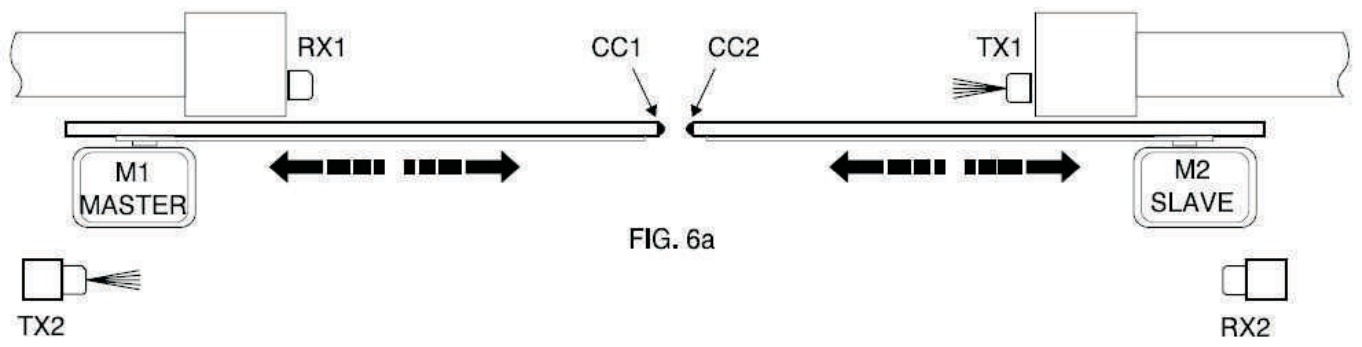 RX1
CC1
CC2
TX1
M1
MASTER
M2
SLAVE
FIG. 6a
TX2
RX2